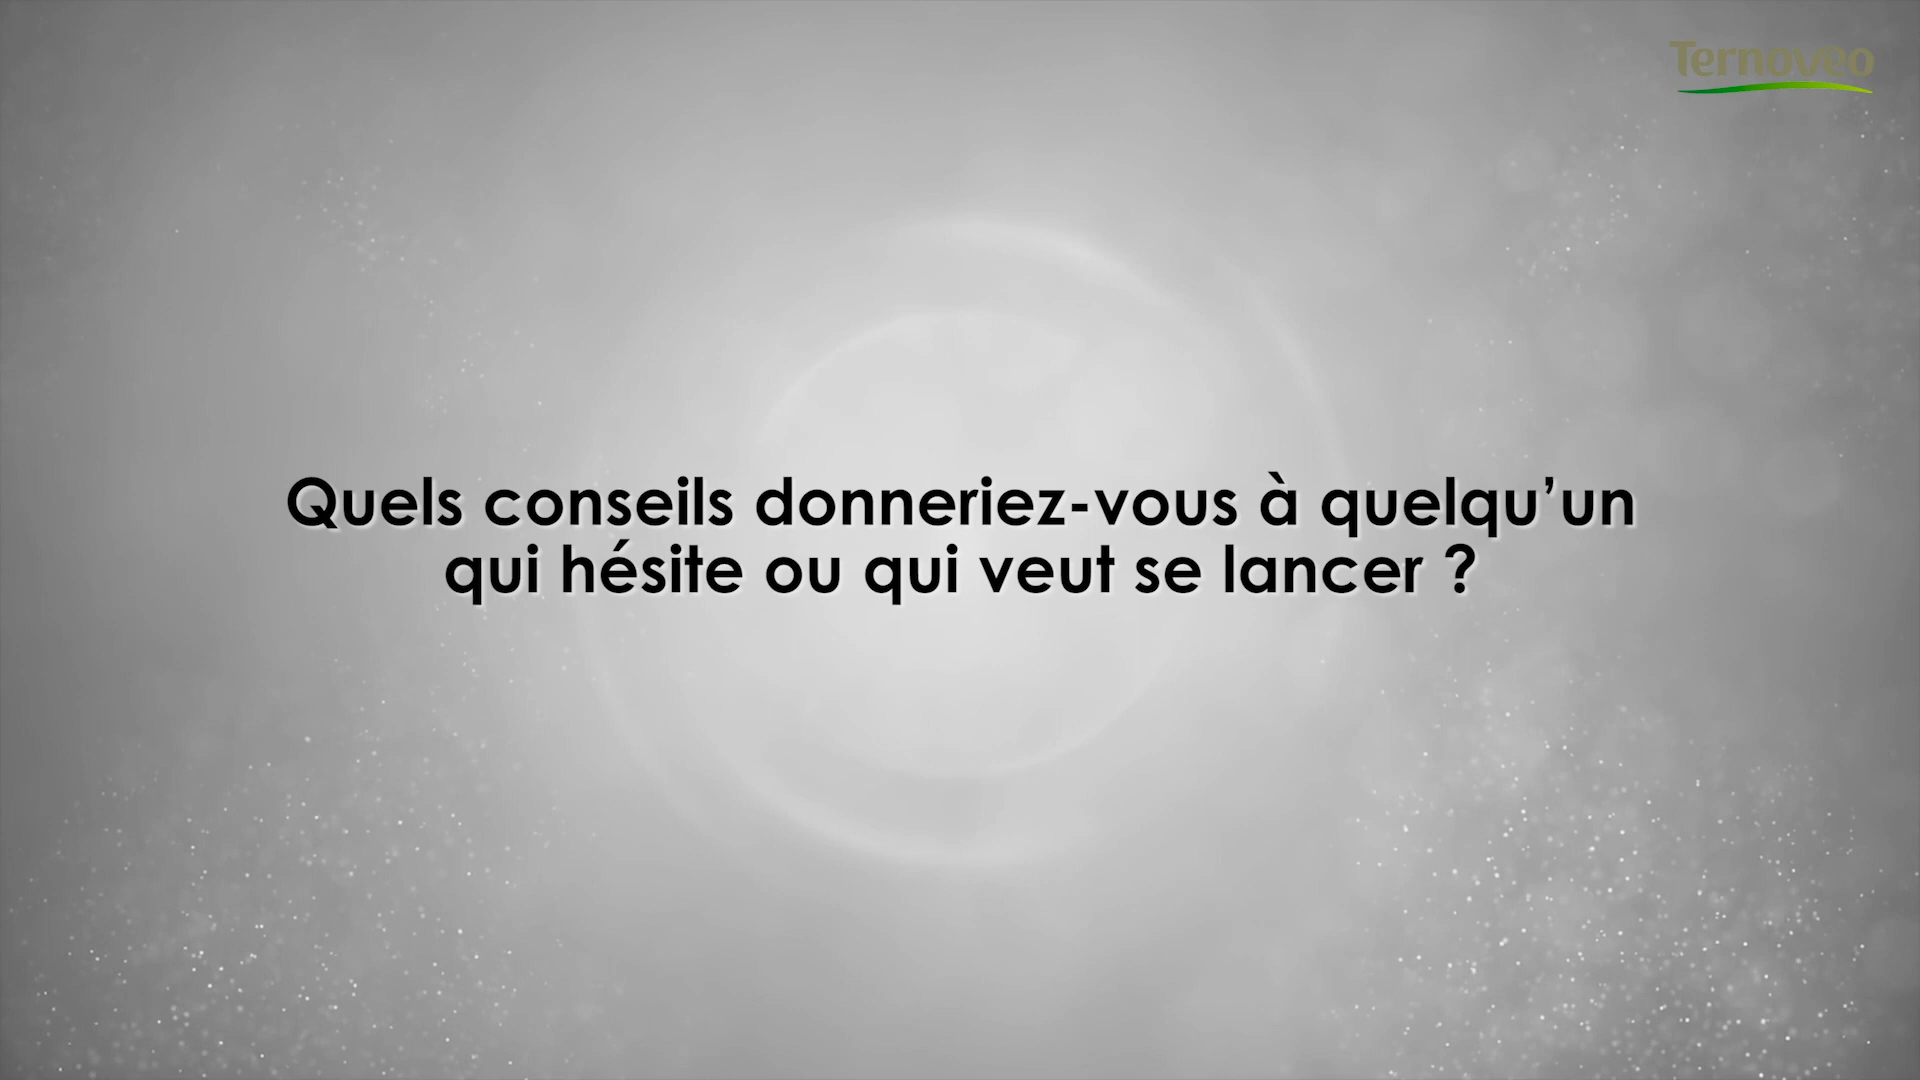 Ternoveo
Quels conseils donneriez-vous à quelqu’un
qui hésite ou qui veut se lancer ?